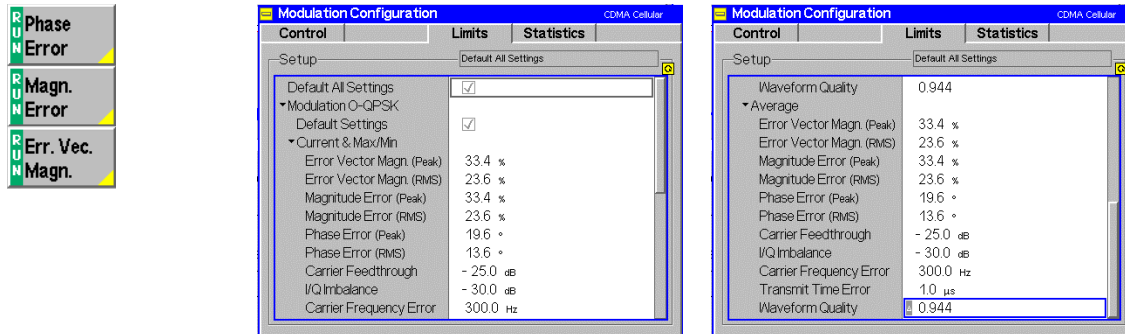 RUN Phase Error
RUN Magn. Error
RUN Err. Vec. Magn.
Modulation Configuration CDMA Cellular
Control Limits Statistics
Setup Default All Settings
Default All Settings
Modulation O-QPSK
Default Settings
Current & Max/Min
Error Vector Magn. (Peak) 33.4 %
Error Vector Magn. (RMS) 23.6 %
Magnitude Error (Peak) 33.4 %
Magnitude Error (RMS) 23.6 %
Phase Error (Peak) 19.6 °
Phase Error (RMS) 13.6 °
Carrier Feedthrough - 25.0 dB
I/Q Imbalance - 30.0 dB
Carrier Frequency Error 300.0 Hz
Modulation Configuration CDMA Cellular
Control Limits Statistics
Setup Default All Settings
Waveform Quality 0.944
Average
Error Vector Magn. (Peak) 33.4 %
Error Vector Magn. (RMS) 23.6 %
Magnitude Error (Peak) 33.4 %
Magnitude Error (RMS) 23.6 %
Phase Error (Peak) 19.6 °
Phase Error (RMS) 13.6 °
Carrier Feedthrough - 25.0 dB
I/Q Imbalance - 30.0 dB
Carrier Frequency Error 300.0 Hz
Transmit Time Error 1.0 µs
Waveform Quality 0.944